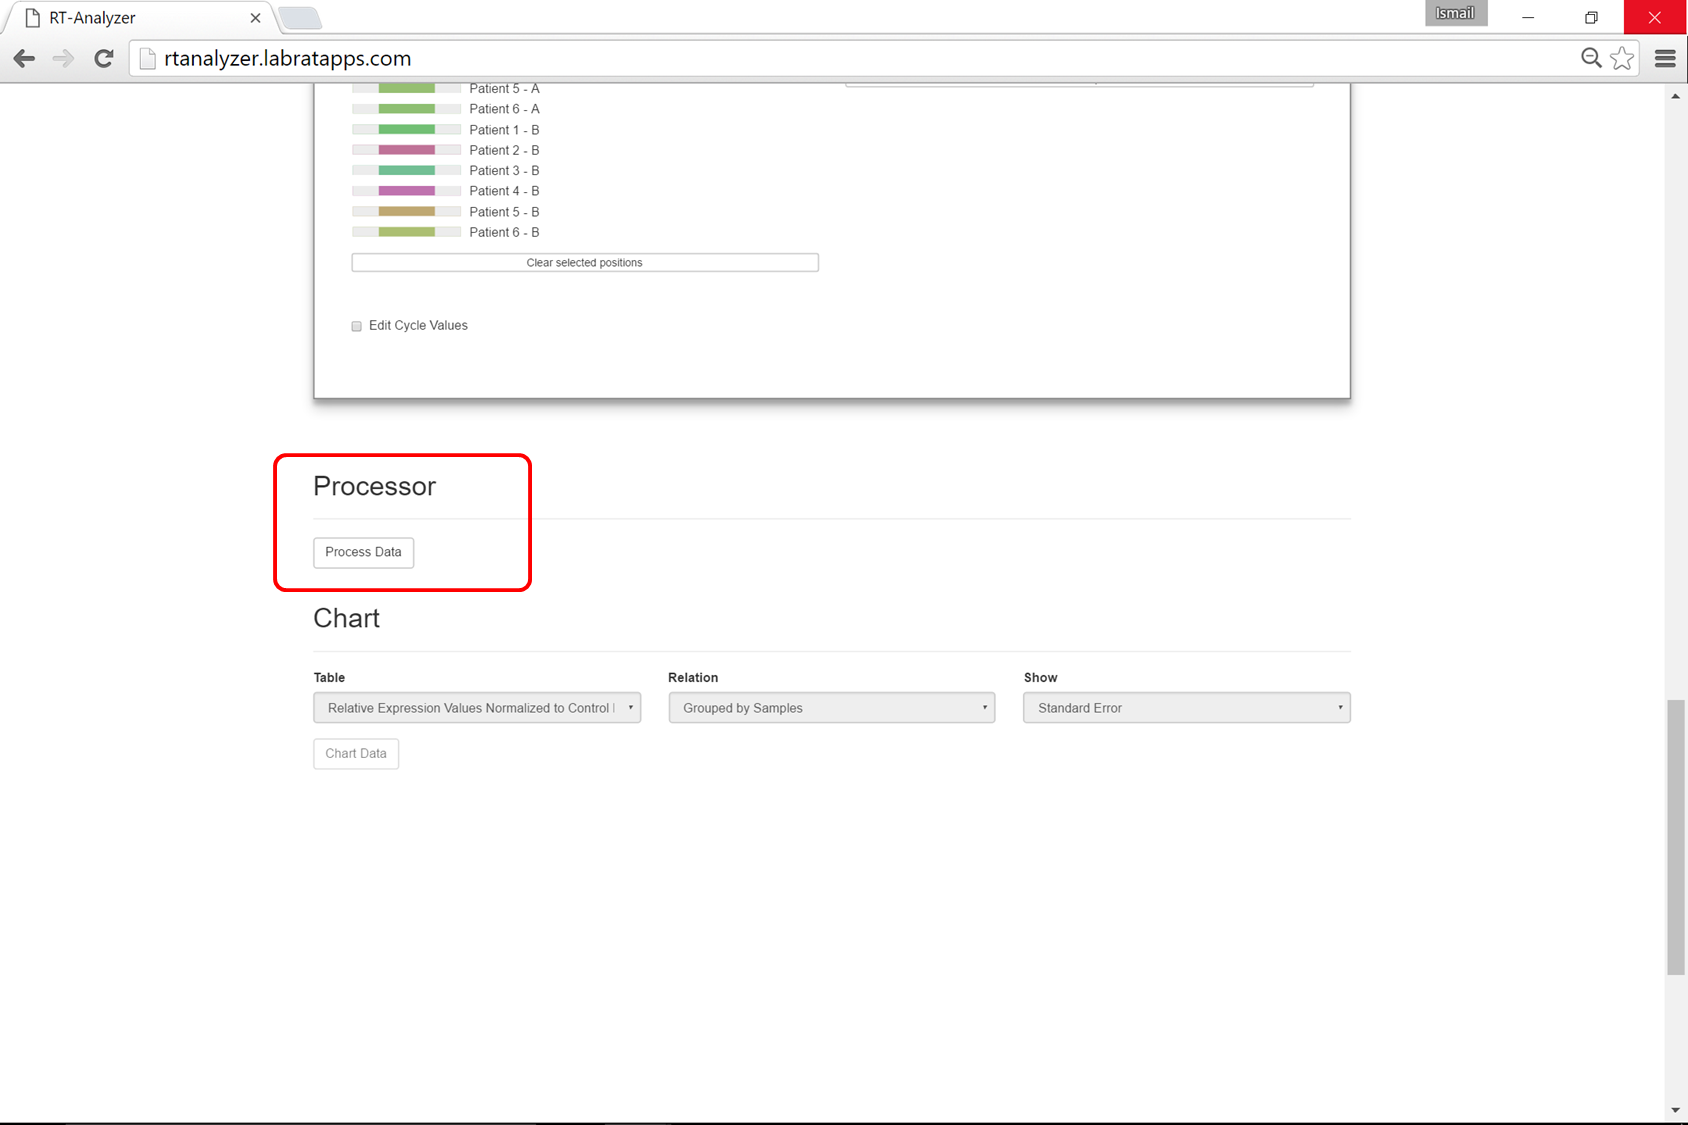 RT-Analyzer
Ismail
rtanalyzer.labratapps.com
Patient 5 - A
Patient 6 - A
Patient 1 - B
Patient 2 - B
Patient 3 - B
Patient 4 - B
Patient 5 - B
Patient 6 - B
Clear selected positions
Edit Cycle Values
Processor
Process Data
Chart
Table
Relation
Show
Relative Expression Values Normalized to Control
Grouped by Samples
Standard Error
Chart Data